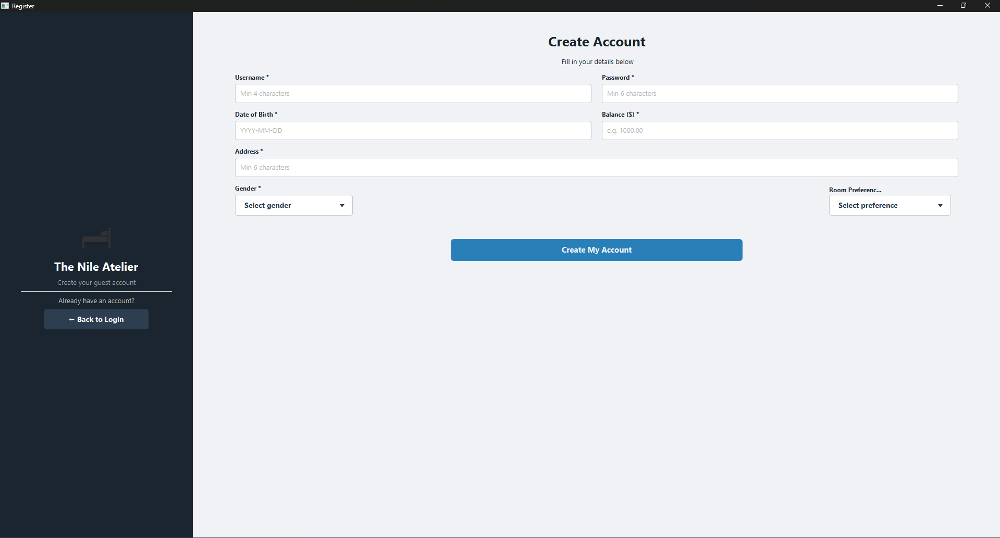 Register
Create Account
Fill in your details below
Username *
Password *
Min 4 characters
Min 6 characters
Date of Birth *
Balance ($) *
YYYY-MM-DD
e.g. 1000.00
Address *
Min 6 characters
Gender *
Room Preferenc...
Select gender
Select preference
Create My Account
The Nile Atelier
Create your guest account
Already have an account?
← Back to Login